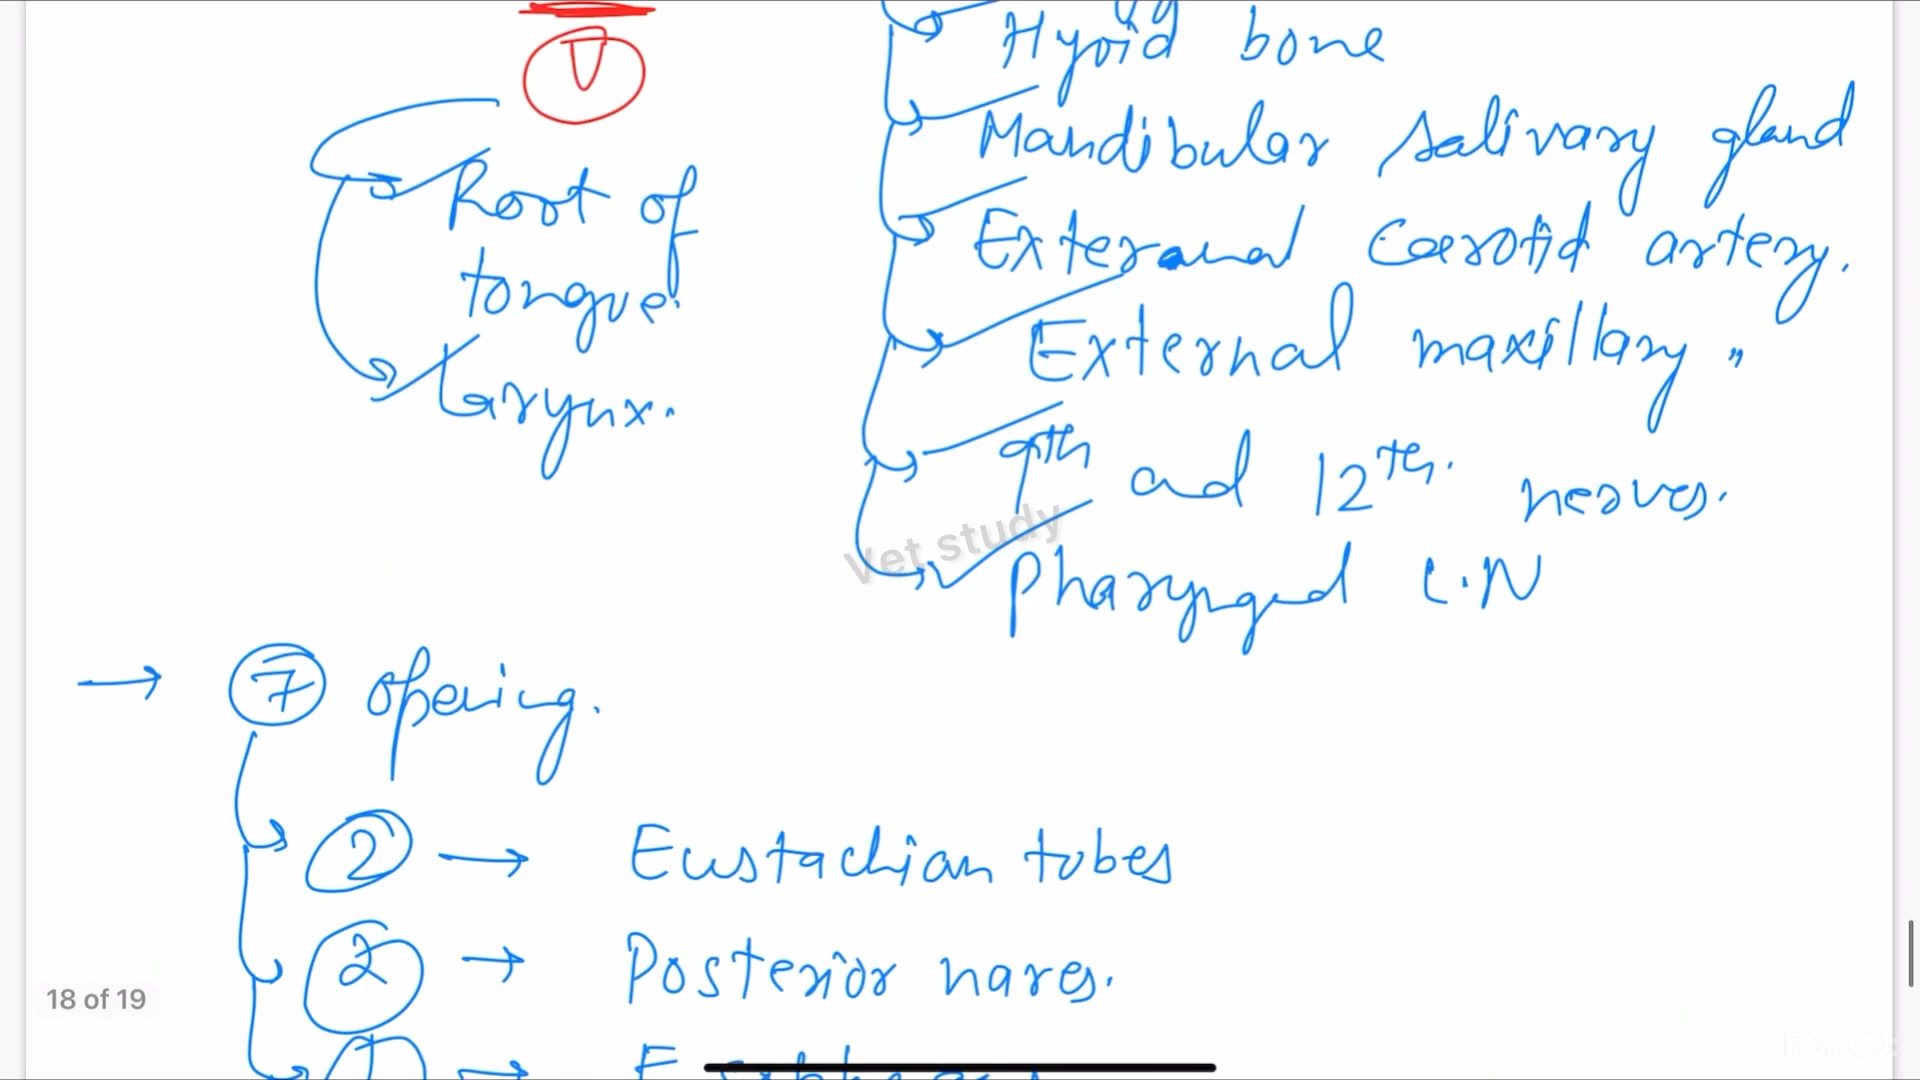 V
Root of
tongue.
Larynx.
Hyoid bone
Mandibular salivary gland
External Carotid artery.
External maxillary "
9th and 12th nerves.
Pharyngeal L.N
Vet study
→ 7 opening.
2 → Eustachian tubes
2 → Posterior nares.
18 of 19
1 →